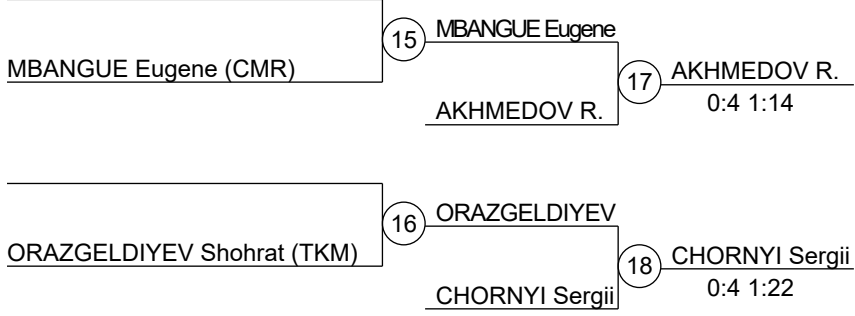 15
MBANGUE Eugene
MBANGUE Eugene (CMR)
17
AKHMEDOV R.
AKHMEDOV R.
0:4 1:14
16
ORAZGELDIYEV
ORAZGELDIYEV Shohrat (TKM)
18
CHORNYI Sergii
CHORNYI Sergii
0:4 1:22